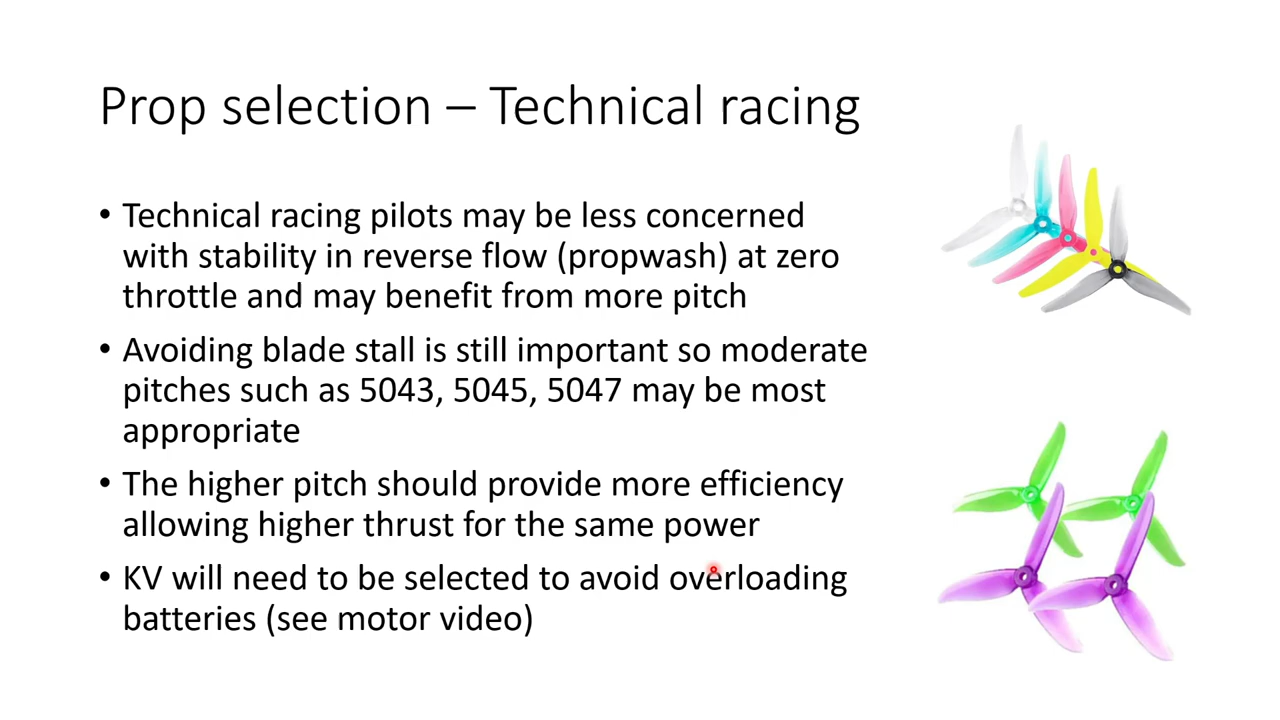 Prop selection – Technical racing
• Technical racing pilots may be less concerned
with stability in reverse flow (propwash) at zero
throttle and may benefit from more pitch
• Avoiding blade stall is still important so moderate
pitches such as 5043, 5045, 5047 may be most
appropriate
• The higher pitch should provide more efficiency
allowing higher thrust for the same power
• KV will need to be selected to avoid overloading
batteries (see motor video)